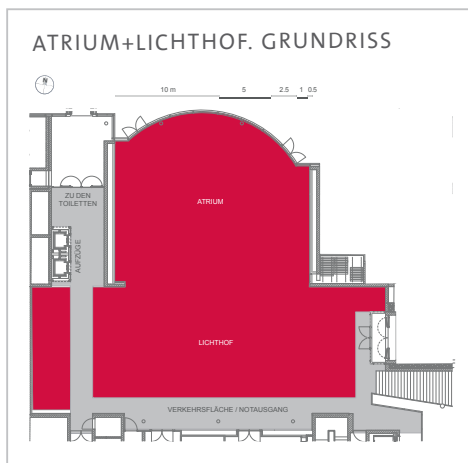 ATRIUM+LICHTHOF. GRUNDRISS
N
10 m 5 2.5 1 0.5
ZU DEN
TOILETTEN
ATRIUM
AUFZÜGE
LICHTHOF
VERKEHRSFLÄCHE / NOTAUSGANG